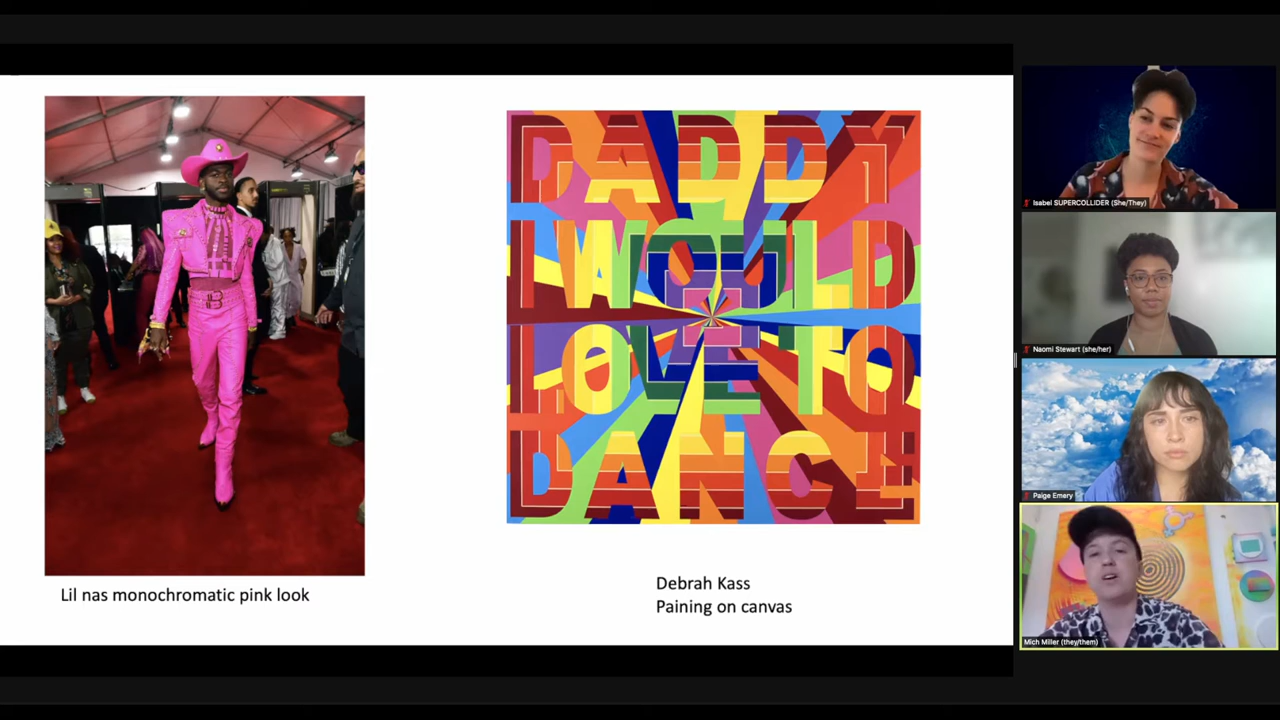 DADDY
I WOULD
LOVE TO
DANCE
Lil nas monochromatic pink look
Debrah Kass
Paining on canvas
Isabel SUPERCOLLIDER (She/They)
Naomi Stewart (she/her)
Paige Emery
Mich Miller (they/them)